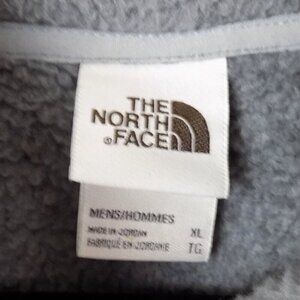 THE
NORTH
®FACE
MENS/HOMMES
MADE IN JORDAN XL
FABRIQUÉ EN JORDANIE TG